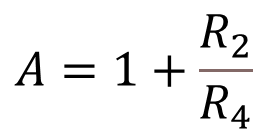 A = 1 + R₂/R₄